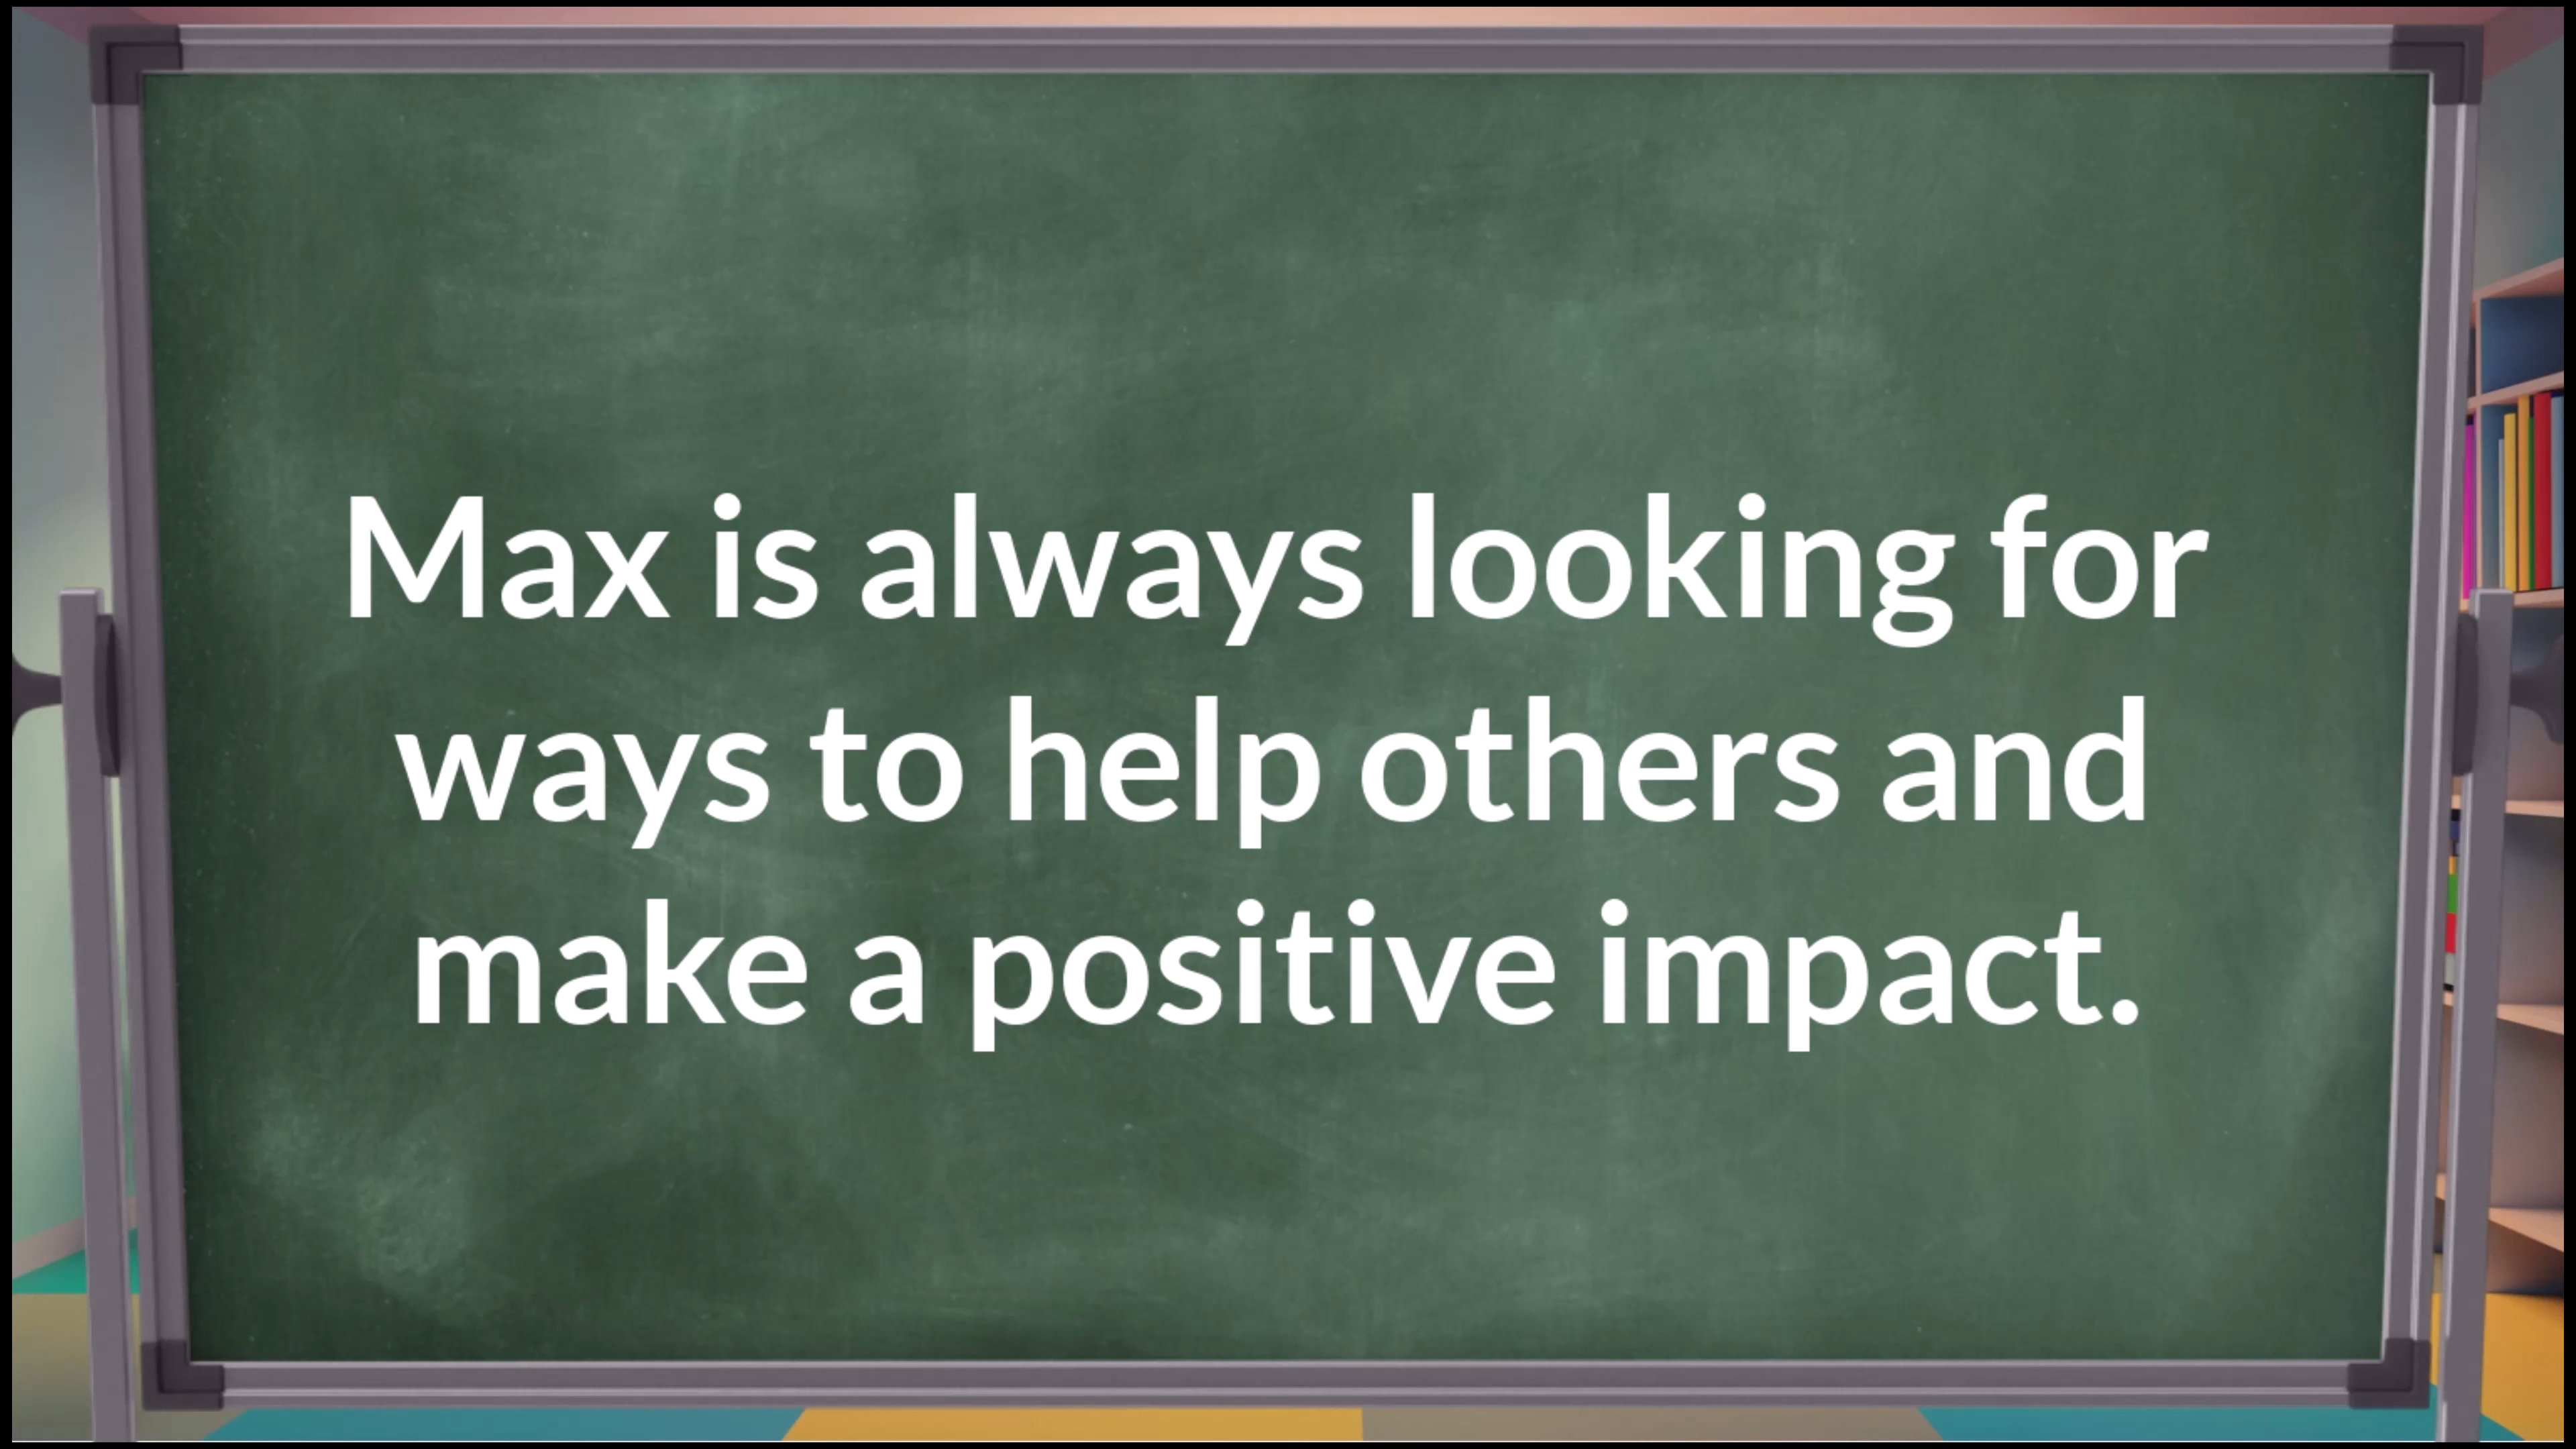 Max is always looking for
ways to help others and
make a positive impact.